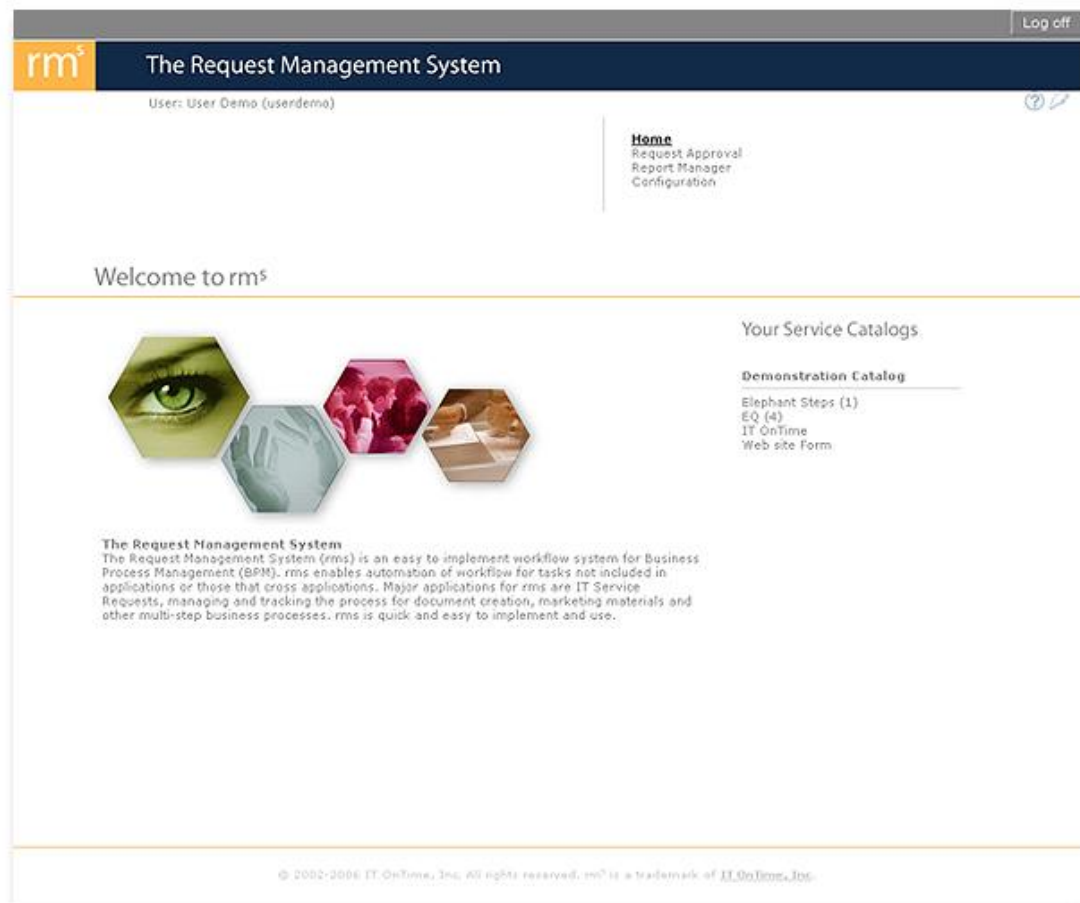 Log off
rmˢ
The Request Management System
User: User Demo (userdemo)
?
Home
Request Approval
Report Manager
Configuration
Welcome to rmˢ
Your Service Catalogs
Demonstration Catalog
Elephant Steps (1)
EQ (4)
IT OnTime
Web site Form
The Request Management System
The Request Management System (rms) is an easy to implement workflow system for Business
Process Management (BPM). rms enables automation of workflow for tasks not included in
applications or those that cross applications. Major applications for rms are IT Service
Requests, managing and tracking the process for document creation, marketing materials and
other multi-step business processes. rms is quick and easy to implement and use.
© 2002-2006 IT OnTime, Inc. All rights reserved. rmˢ is a trademark of IT OnTime, Inc.